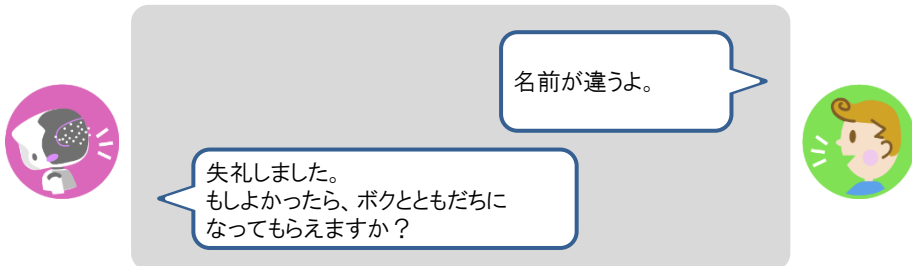 名前が違うよ。
失礼しました。
もしよかったら、ボクとともだちに
なってもらえますか？